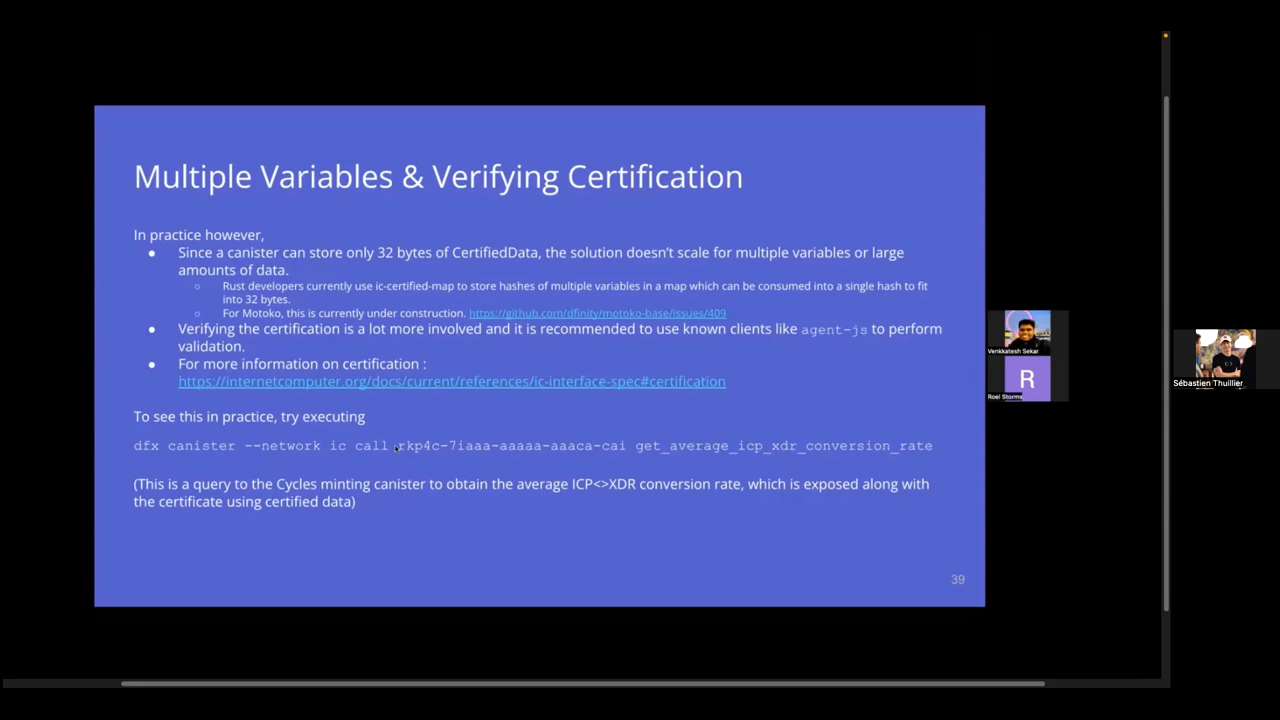 Multiple Variables & Verifying Certification
In practice however,
● Since a canister can store only 32 bytes of CertifiedData, the solution doesn't scale for multiple variables or large
amounts of data.
○ Rust developers currently use ic-certified-map to store hashes of multiple variables in a map which can be consumed into a single hash to fit
into 32 bytes.
○ For Motoko, this is currently under construction. https://github.com/dfinity/motoko-base/issues/409
● Verifying the certification is a lot more involved and it is recommended to use known clients like agent-js to perform
validation.
● For more information on certification :
https://internetcomputer.org/docs/current/references/ic-interface-spec#certification
To see this in practice, try executing
dfx canister --network ic call rkp4c-7iaaa-aaaaa-aaaca-cai get_average_icp_xdr_conversion_rate
(This is a query to the Cycles minting canister to obtain the average ICP<>XDR conversion rate, which is exposed along with
the certificate using certified data)
39
Venkkatesh Sekar
R
Roel Storms
Sébastien Thuillier